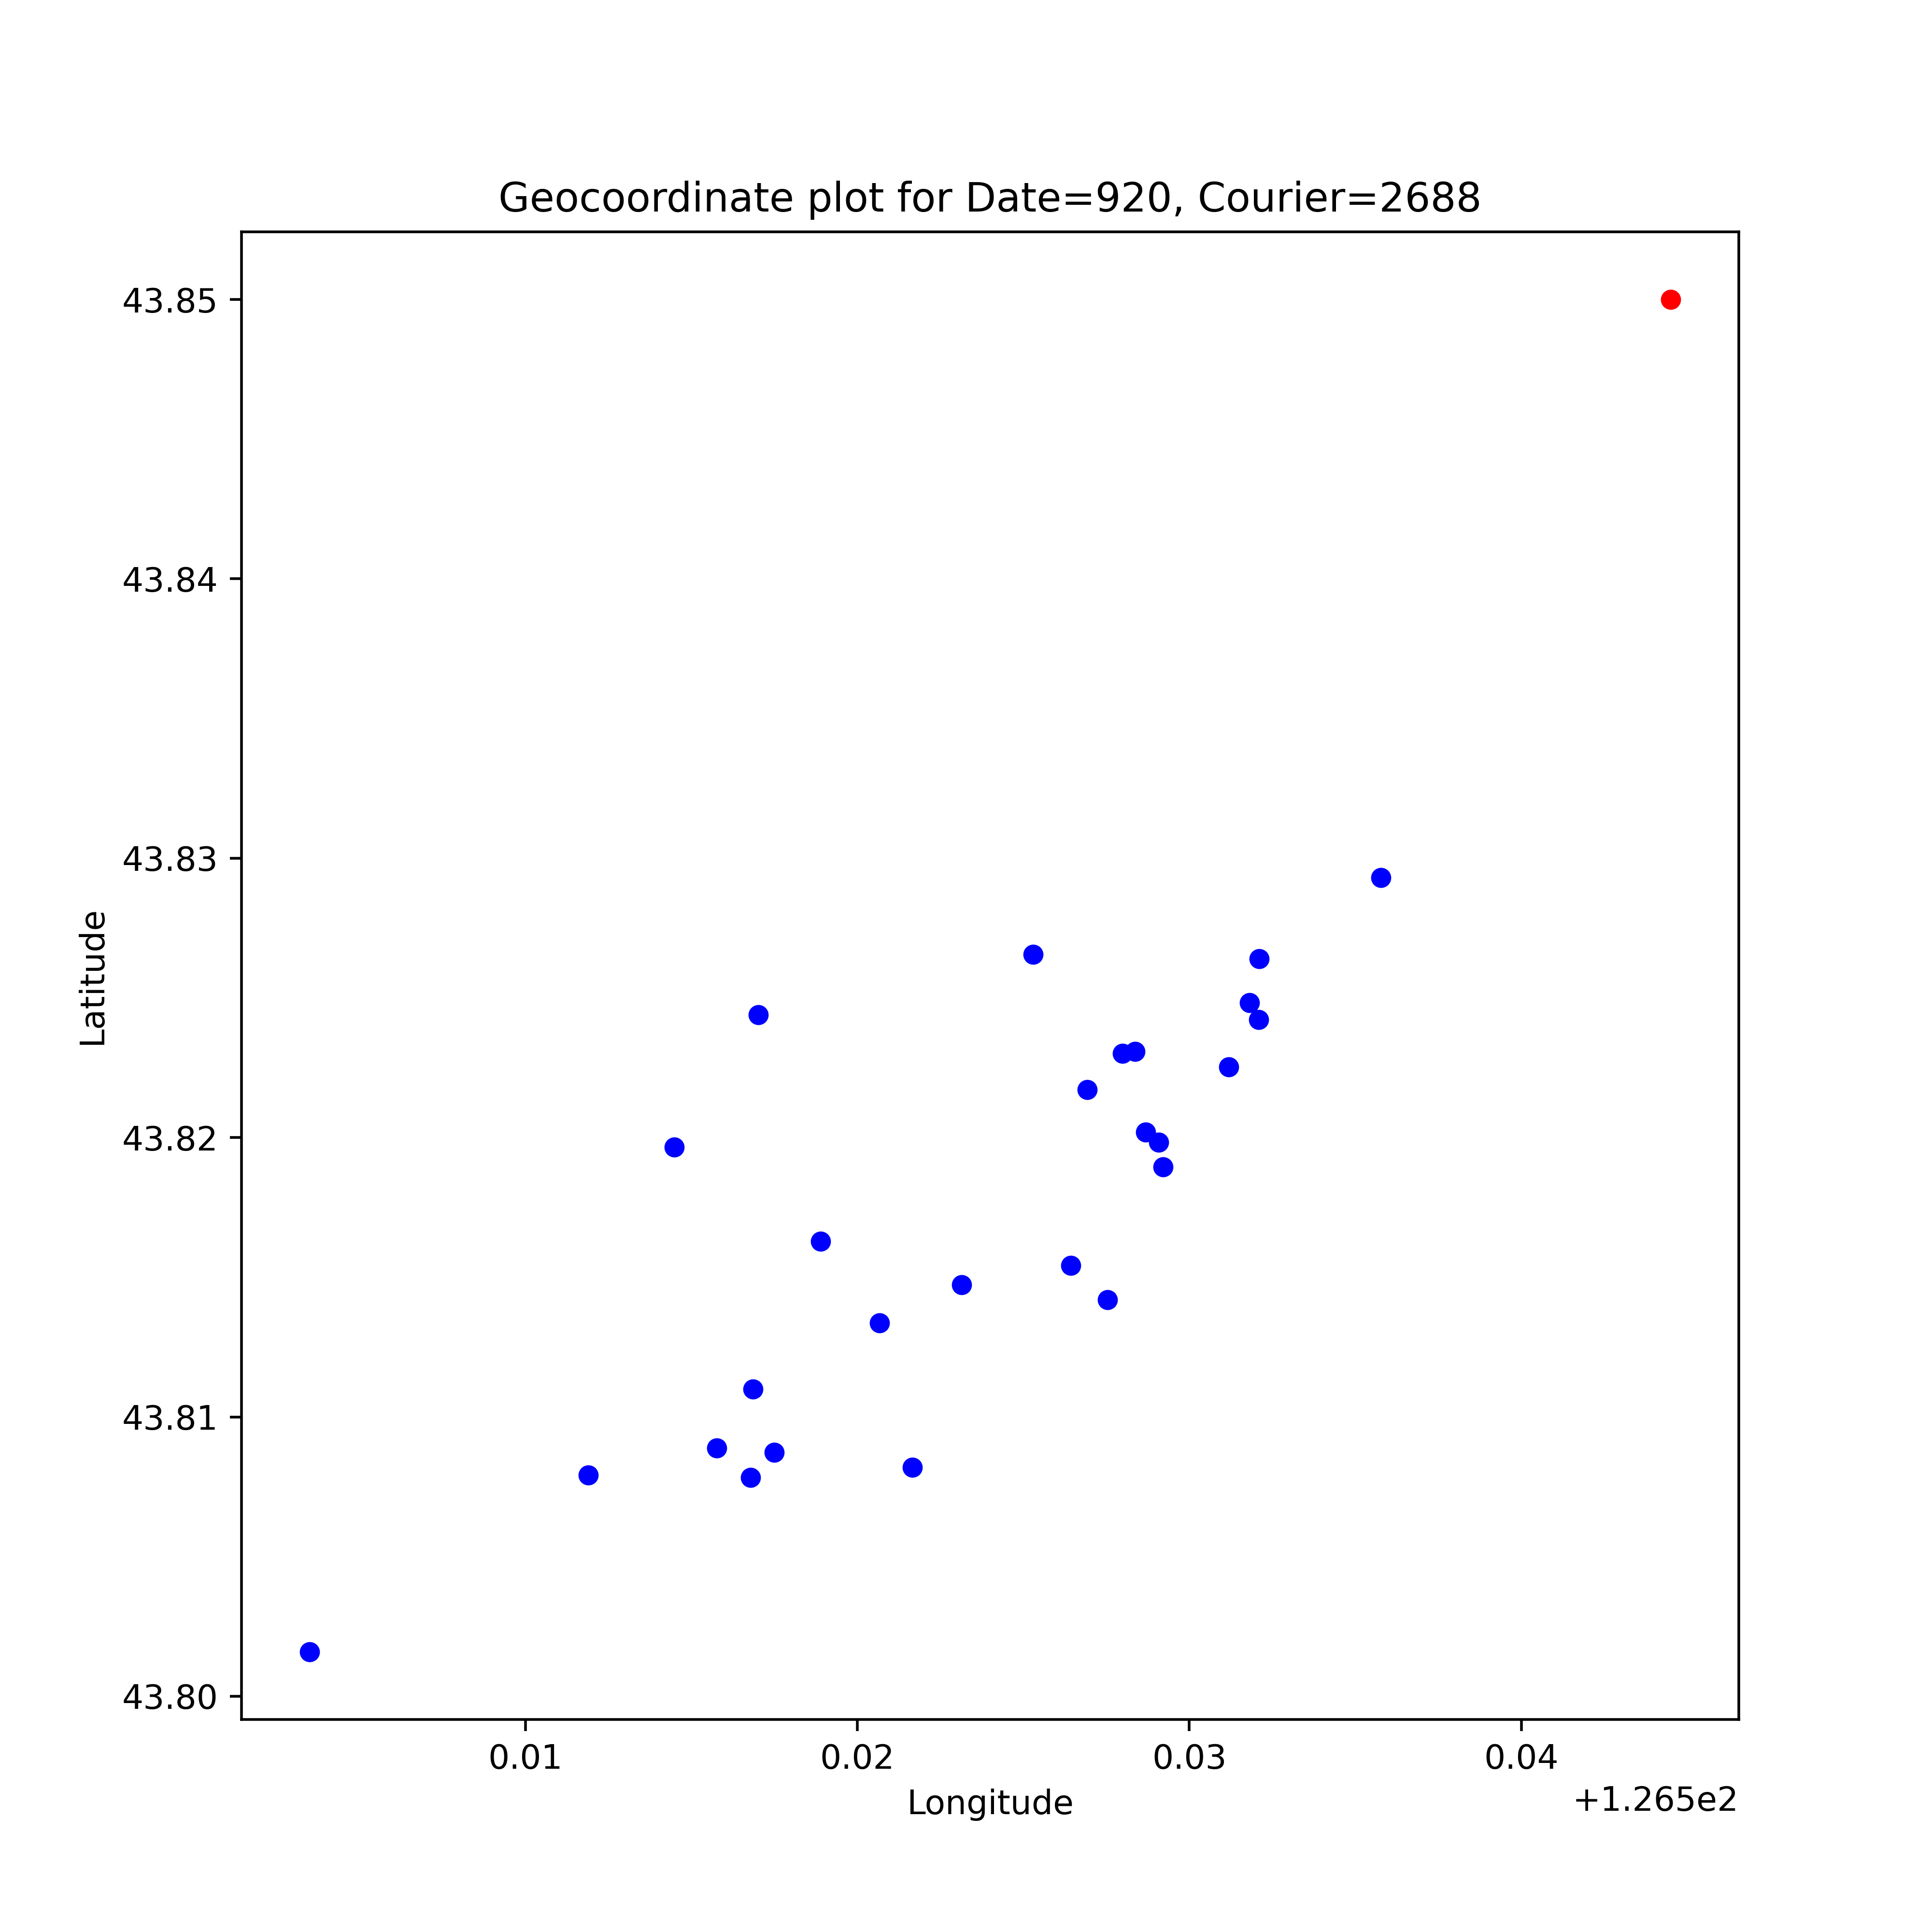 Geocoordinate plot for Date=920, Courier=2688
43.85
43.84
43.83
43.82
43.81
43.80
Latitude
0.01 0.02 0.03 0.04
Longitude
+1.265e2